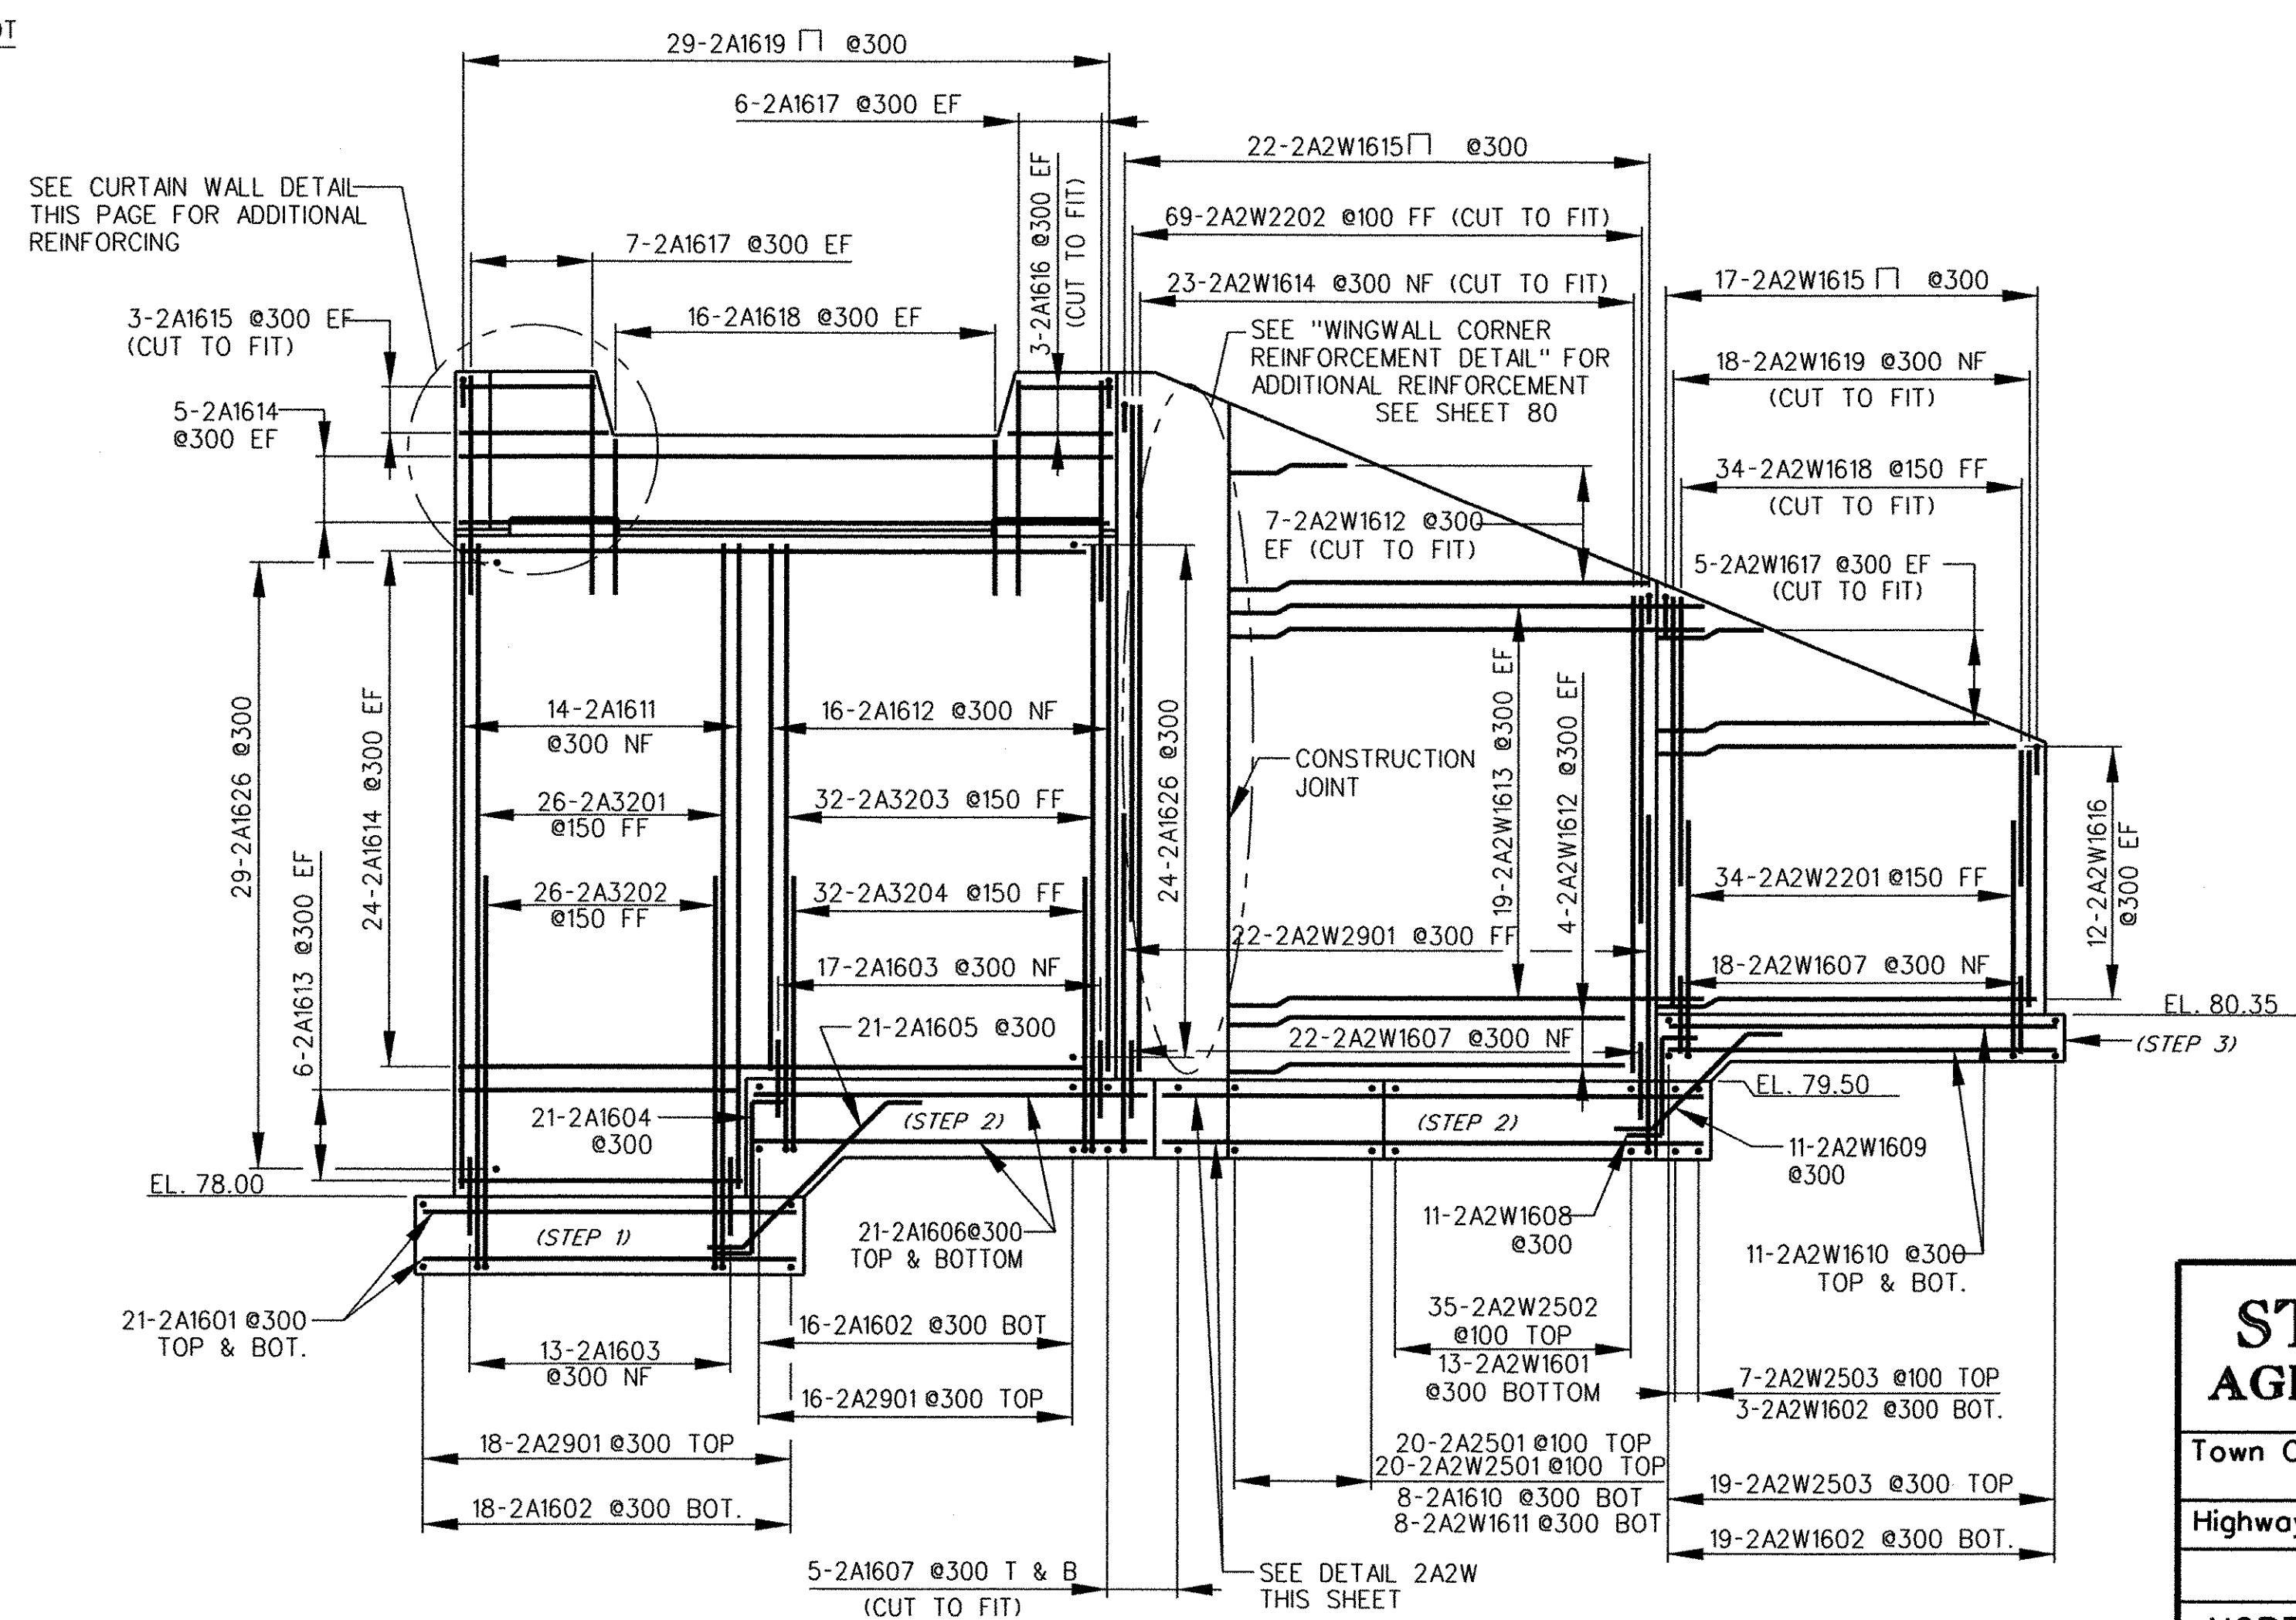 29-2A1619 @300
6-2A1617 @300 EF
3-2A1616 @300 EF
(CUT TO FIT)
22-2A2W1615 @300
SEE CURTAIN WALL DETAIL
THIS PAGE FOR ADDITIONAL
REINFORCING
69-2A2W2202 @100 FF (CUT TO FIT)
7-2A1617 @300 EF
23-2A2W1614 @300 NF (CUT TO FIT)
17-2A2W1615 @300
3-2A1615 @300 EF
(CUT TO FIT)
16-2A1618 @300 EF
SEE "WINGWALL CORNER
REINFORCEMENT DETAIL" FOR
ADDITIONAL REINFORCEMENT
SEE SHEET 80
18-2A2W1619 @300 NF
(CUT TO FIT)
5-2A1614
@300 EF
34-2A2W1618 @150 FF
(CUT TO FIT)
7-2A2W1612 @300
EF (CUT TO FIT)
5-2A2W1617 @300 EF
(CUT TO FIT)
29-2A1626 @300
6-2A1613 @300 EF
24-2A1614 @300 EF
14-2A1611
@300 NF
16-2A1612 @300 NF
24-2A1626 @300
CONSTRUCTION
JOINT
19-2A2W1613 @300 EF
4-2A2W1612 @300 EF
26-2A3201
@150 FF
32-2A3203 @150 FF
26-2A3202
@150 FF
32-2A3204 @150 FF
34-2A2W2201 @150 FF
12-2A2W1616
@300 EF
22-2A2W2901 @300 FF
17-2A1603 @300 NF
18-2A2W1607 @300 NF
EL. 80.35
21-2A1605 @300
22-2A2W1607 @300 NF
(STEP 3)
EL. 79.50
21-2A1604
@300
(STEP 2)
(STEP 2)
11-2A2W1609
@300
EL. 78.00
(STEP 1)
21-2A1606@300
TOP & BOTTOM
11-2A2W1608
@300
11-2A2W1610 @300
TOP & BOT.
21-2A1601 @300
TOP & BOT.
13-2A1603
@300 NF
16-2A1602 @300 BOT
35-2A2W2502
@100 TOP
13-2A2W1601
@300 BOTTOM
7-2A2W2503 @100 TOP
3-2A2W1602 @300 BOT.
16-2A2901 @300 TOP
18-2A2901 @300 TOP
20-2A2501 @100 TOP
20-2A2W2501 @100 TOP
8-2A1610 @300 BOT
8-2A2W1611 @300 BOT
19-2A2W2503 @300 TOP
18-2A1602 @300 BOT.
19-2A2W1602 @300 BOT.
5-2A1607 @300 T & B
(CUT TO FIT)
SEE DETAIL 2A2W
THIS SHEET
Town